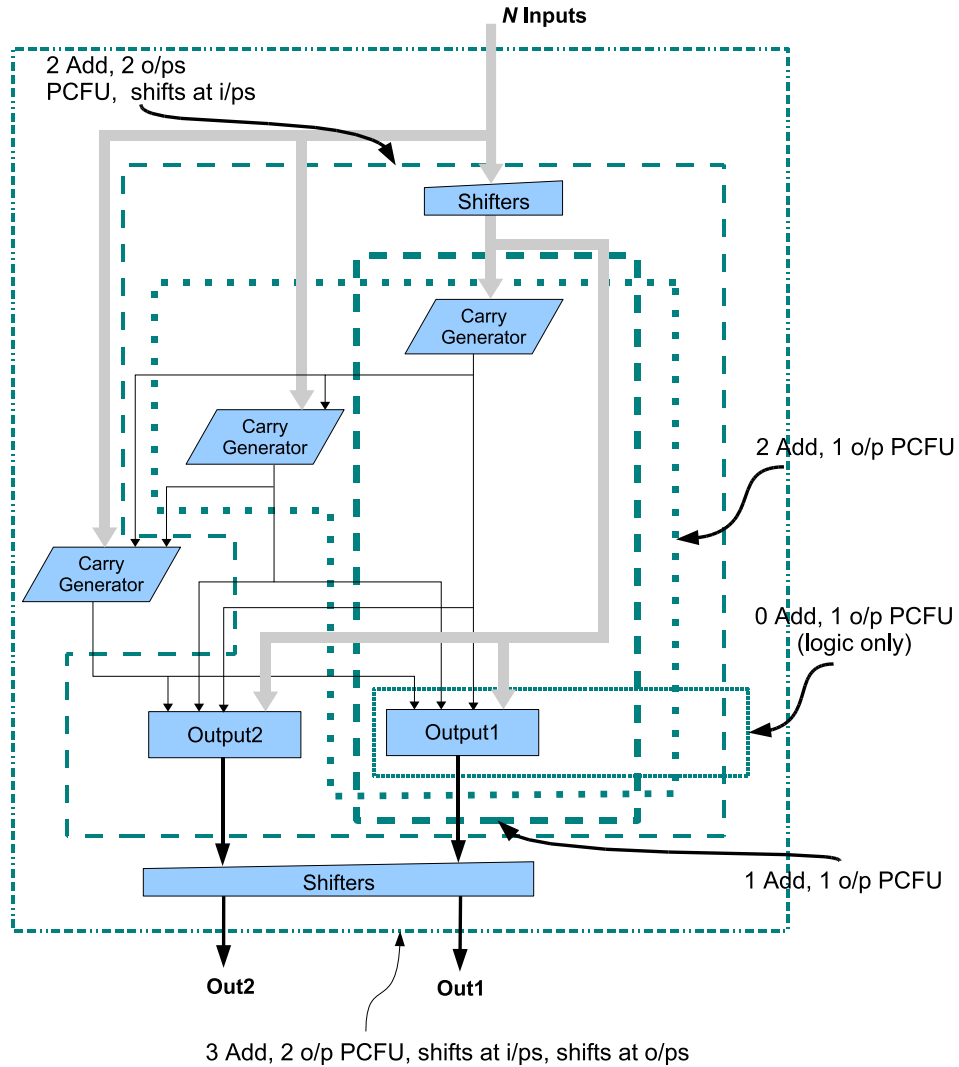 N Inputs
2 Add, 2 o/ps
PCFU, shifts at i/ps
Shifters
Carry
Generator
Carry
Generator
2 Add, 1 o/p PCFU
Carry
Generator
0 Add, 1 o/p PCFU
(logic only)
Output2
Output1
Shifters
1 Add, 1 o/p PCFU
Out2
Out1
3 Add, 2 o/p PCFU, shifts at i/ps, shifts at o/ps